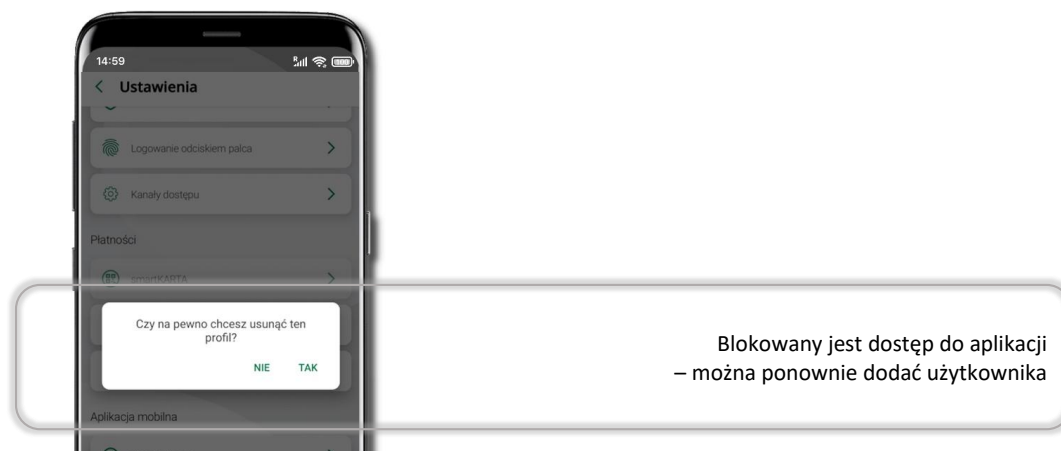 14:59
Ustawienia
Logowanie odciskiem palca
Kanały dostępu
Płatności
smartKARTA
Czy na pewno chcesz usunąć ten
profil?
NIE TAK
Blokowany jest dostęp do aplikacji
– można ponownie dodać użytkownika
Aplikacja mobilna